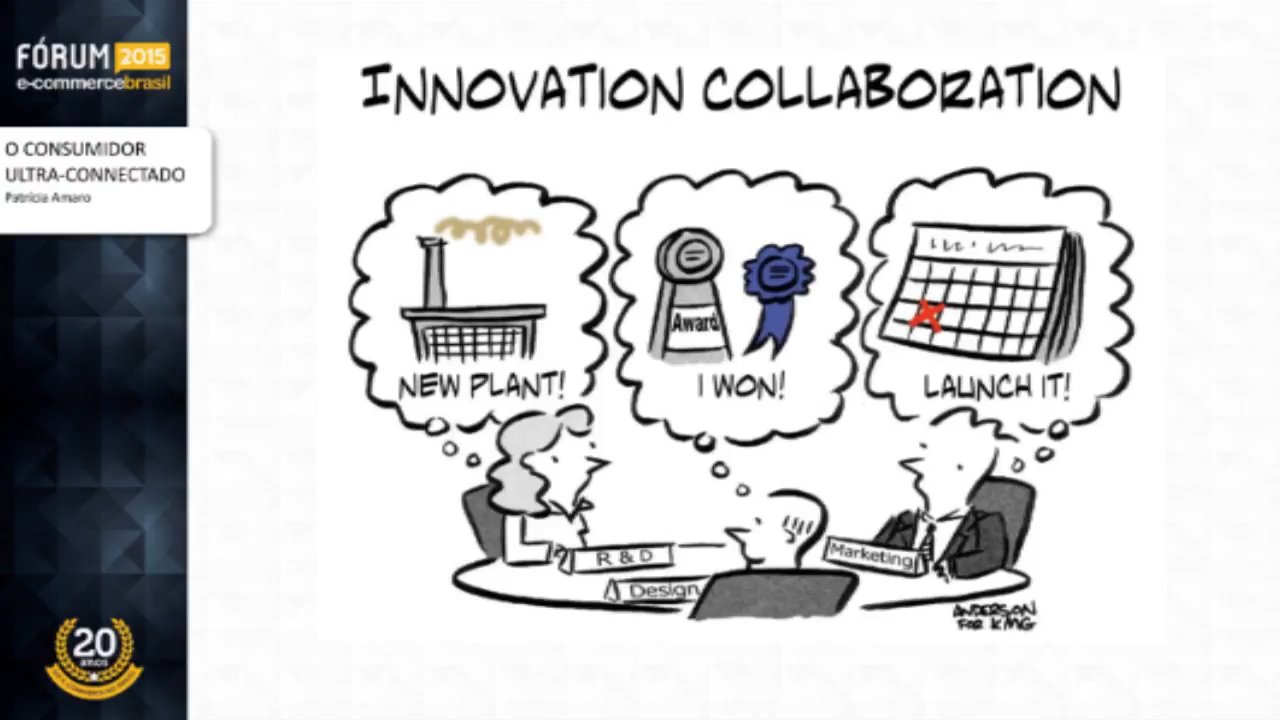 FÓRUM 2015
e-commercebrasil
O CONSUMIDOR
ULTRA-CONNECTADO
Patrícia Amaro
20
anos
INNOVATION COLLABORATION
Award
NEW PLANT!
I WON!
LAUNCH IT!
R & D
Marketing
Design
ANDERSON
FOR KMG